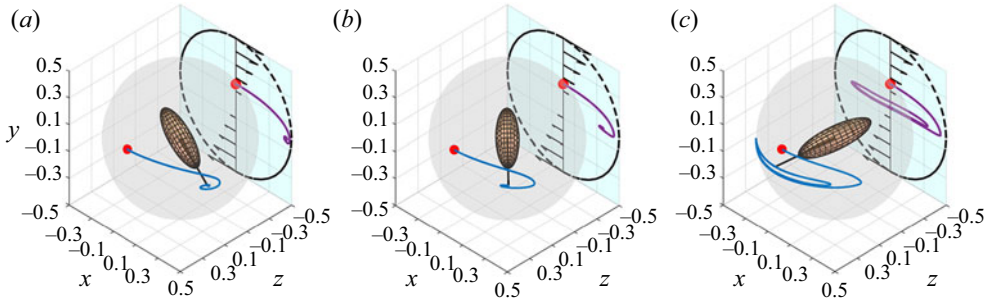 (a) (b) (c)
0.5 0.5 0.5
0.3 0.3 0.3
0.1 0.1 0.1
y
−0.1 −0.1 −0.1
−0.3 −0.3 −0.3
−0.5 −0.5 −0.5 −0.5 −0.5 −0.5
−0.3 −0.3 −0.3 −0.3 −0.3 −0.3
−0.1 −0.1 −0.1 −0.1 −0.1 −0.1
0.1 0.1 0.1 0.1 0.1 0.1
x 0.3 0.3 z x 0.3 0.3 z x 0.3 0.3 z
0.5 0.5 0.5